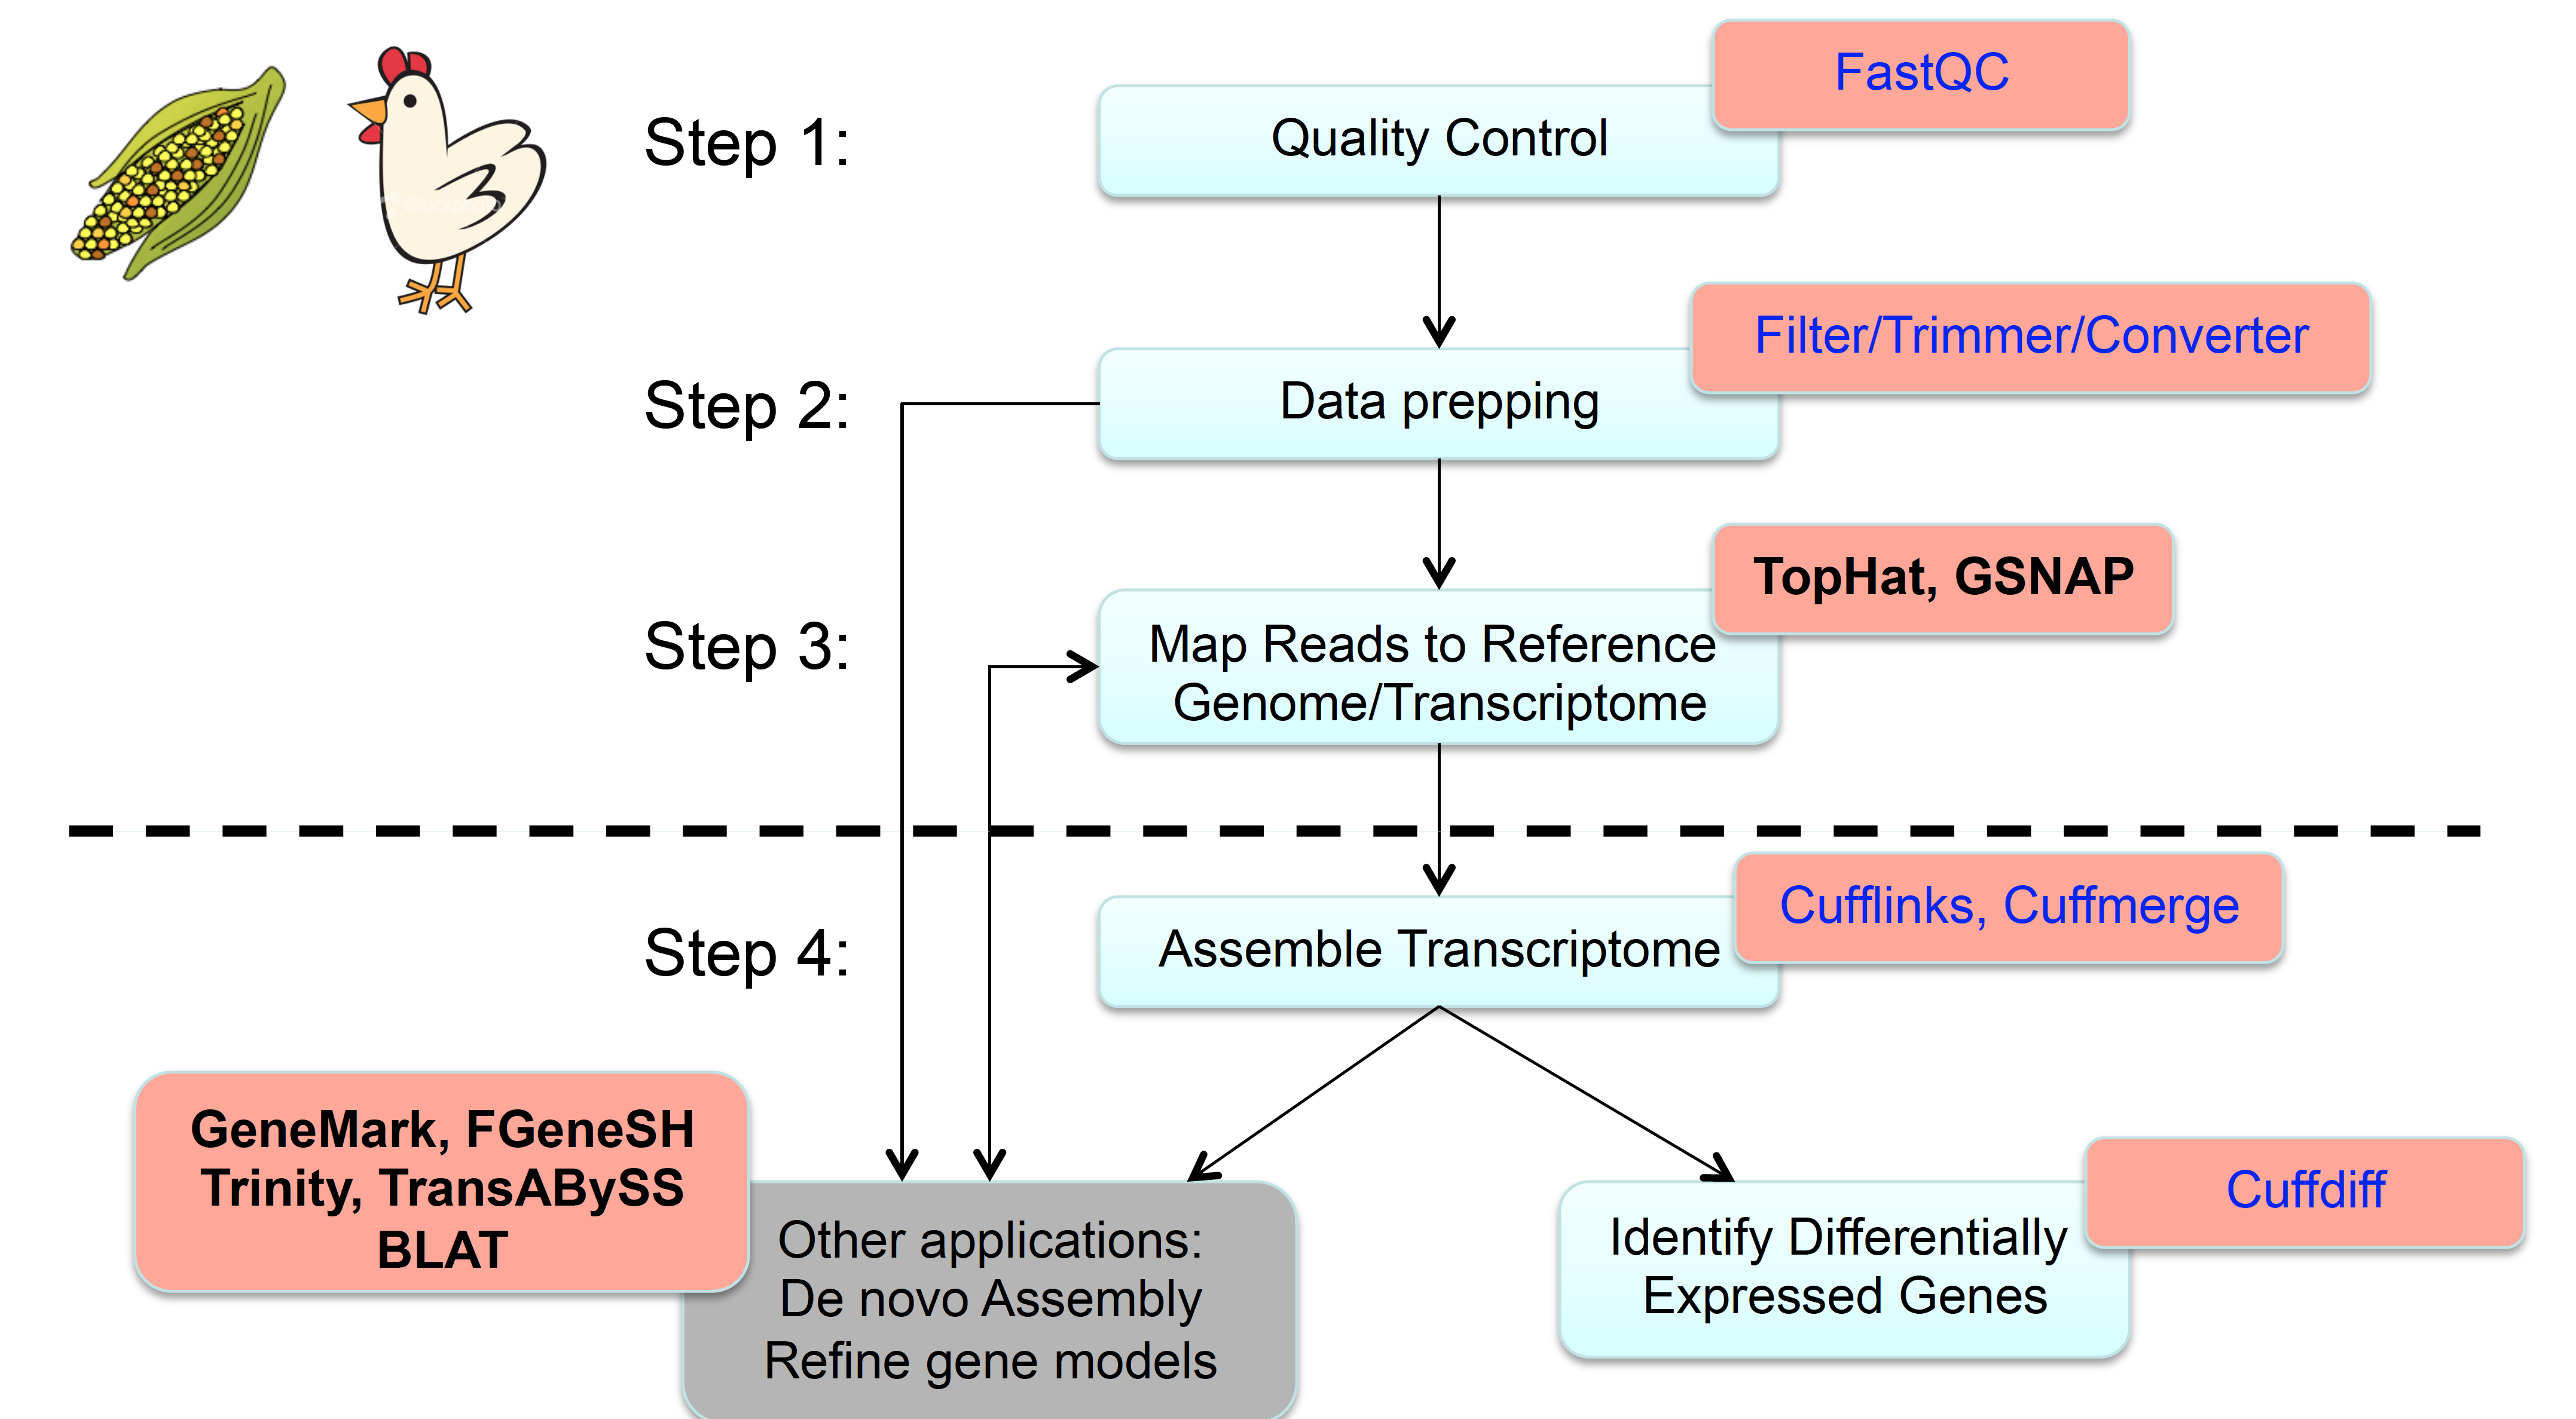 FastQC
Step 1:
Quality Control
Filter/Trimmer/Converter
Step 2:
Data prepping
TopHat, GSNAP
Step 3:
Map Reads to Reference
Genome/Transcriptome
Cufflinks, Cuffmerge
Step 4:
Assemble Transcriptome
GeneMark, FGeneSH
Trinity, TransABySS
BLAT
Other applications:
De novo Assembly
Refine gene models
Cuffdiff
Identify Differentially
Expressed Genes